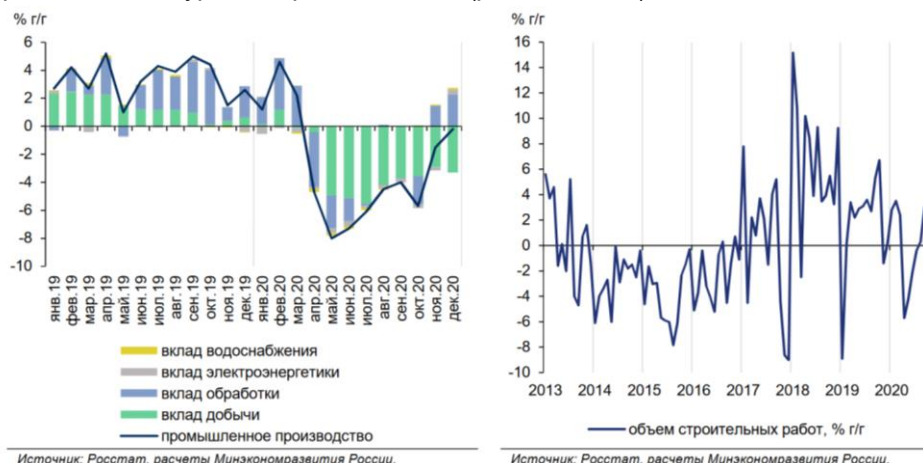 % г/г
6
4
2
0
-2
-4
-6
-8
-10
янв.19
фев.19
мар.19
апр.19
май.19
июн.19
июл.19
авг.19
сен.19
окт.19
ноя.19
дек.19
янв.20
фев.20
мар.20
апр.20
май.20
июн.20
июл.20
авг.20
сен.20
окт.20
ноя.20
дек.20
вклад водоснабжения
вклад электроэнергетики
вклад обработки
вклад добычи
промышленное производство
Источник: Росстат, расчеты Минэкономразвития России.
% г/г
16
14
12
10
8
6
4
2
0
-2
-4
-6
-8
-10
2013 2014 2015 2016 2017 2018 2019 2020
объем строительных работ, % г/г
Источник: Росстат, расчеты Минэкономразвития России.